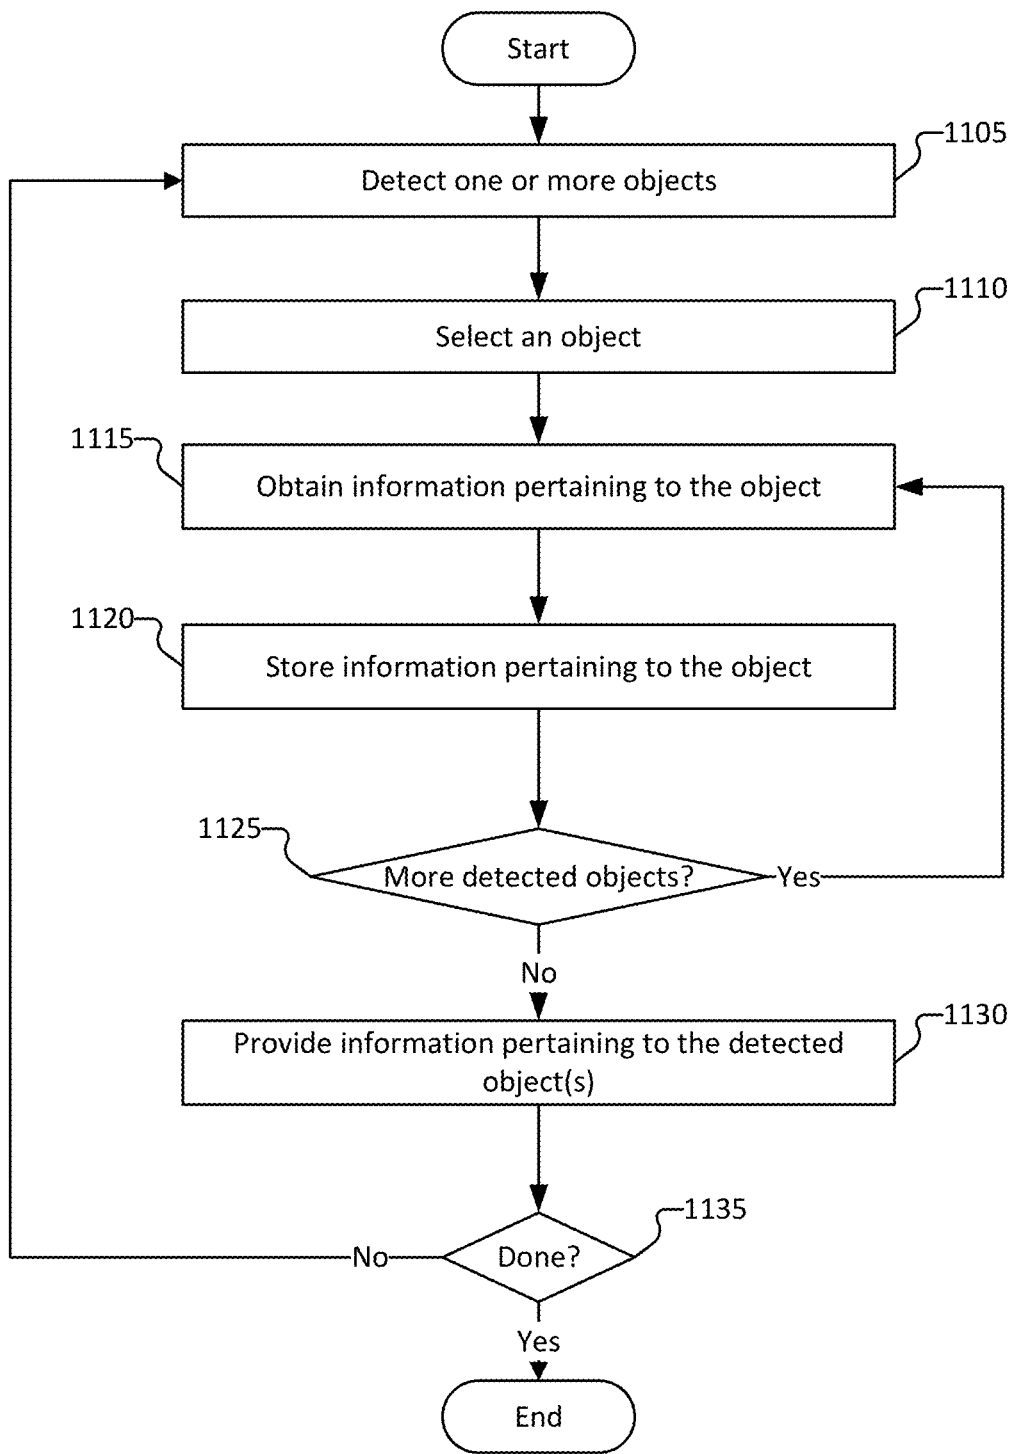 Start
1105
Detect one or more objects
1110
Select an object
1115
Obtain information pertaining to the object
1120
Store information pertaining to the object
1125
More detected objects?
Yes
No
1130
Provide information pertaining to the detected
object(s)
1135
No
Done?
Yes
End